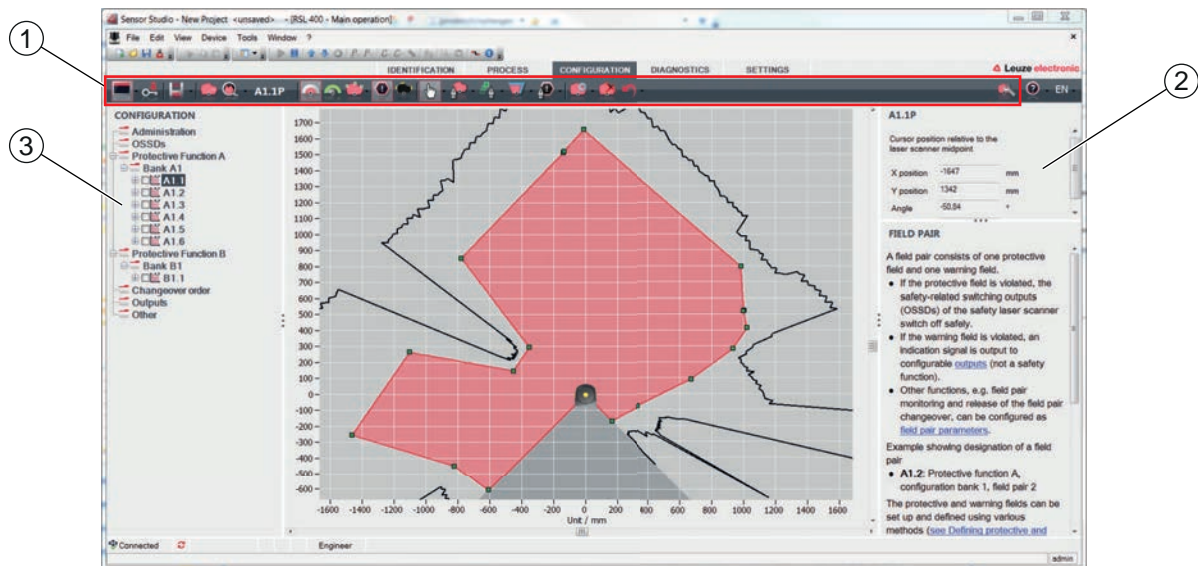 Sensor Studio - New Project <unsaved> - [RSL 400 - Main operation]
File Edit View Device Tools Window ?
IDENTIFICATION PROCESS CONFIGURATION DIAGNOSTICS SETTINGS
Leuze electronic
A1.1P
EN
1
2
3
CONFIGURATION
Administration
OSSDs
Protective Function A
Bank A1
A1.1
A1.2
A1.3
A1.4
A1.5
A1.6
Protective Function B
Bank B1
B1.1
Changeover order
Outputs
Other
1700
1600
1500
1400
1300
1200
1100
1000
900
800
700
600
500
400
300
200
100
0
-100
-200
-300
-400
-500
-600
-1600 -1400 -1200 -1000 -800 -600 -400 -200 0 200 400 600 800 1000 1200 1400 1600
Unt / mm
A1.1P
Cursor position relative to the
laser scanner midpoint
X position -1647 mm
Y position 1342 mm
Angle -50.84 °
FIELD PAIR
A field pair consists of one protective
field and one warning field.
• If the protective field is violated, the
safety-related switching outputs
(OSSDs) of the safety laser scanner
switch off safely.
• If the warning field is violated, an
indication signal is output to
configurable outputs (not a safety
function).
• Other functions, e.g. field pair
monitoring and release of the field pair
changeover, can be configured as
field pair parameters.
Example showing designation of a field
pair
• A1.2: Protective function A,
configuration bank 1, field pair 2
The protective and warning fields can be
set up and defined using various
methods (see Defining protective and
Connected
Engineer
admin